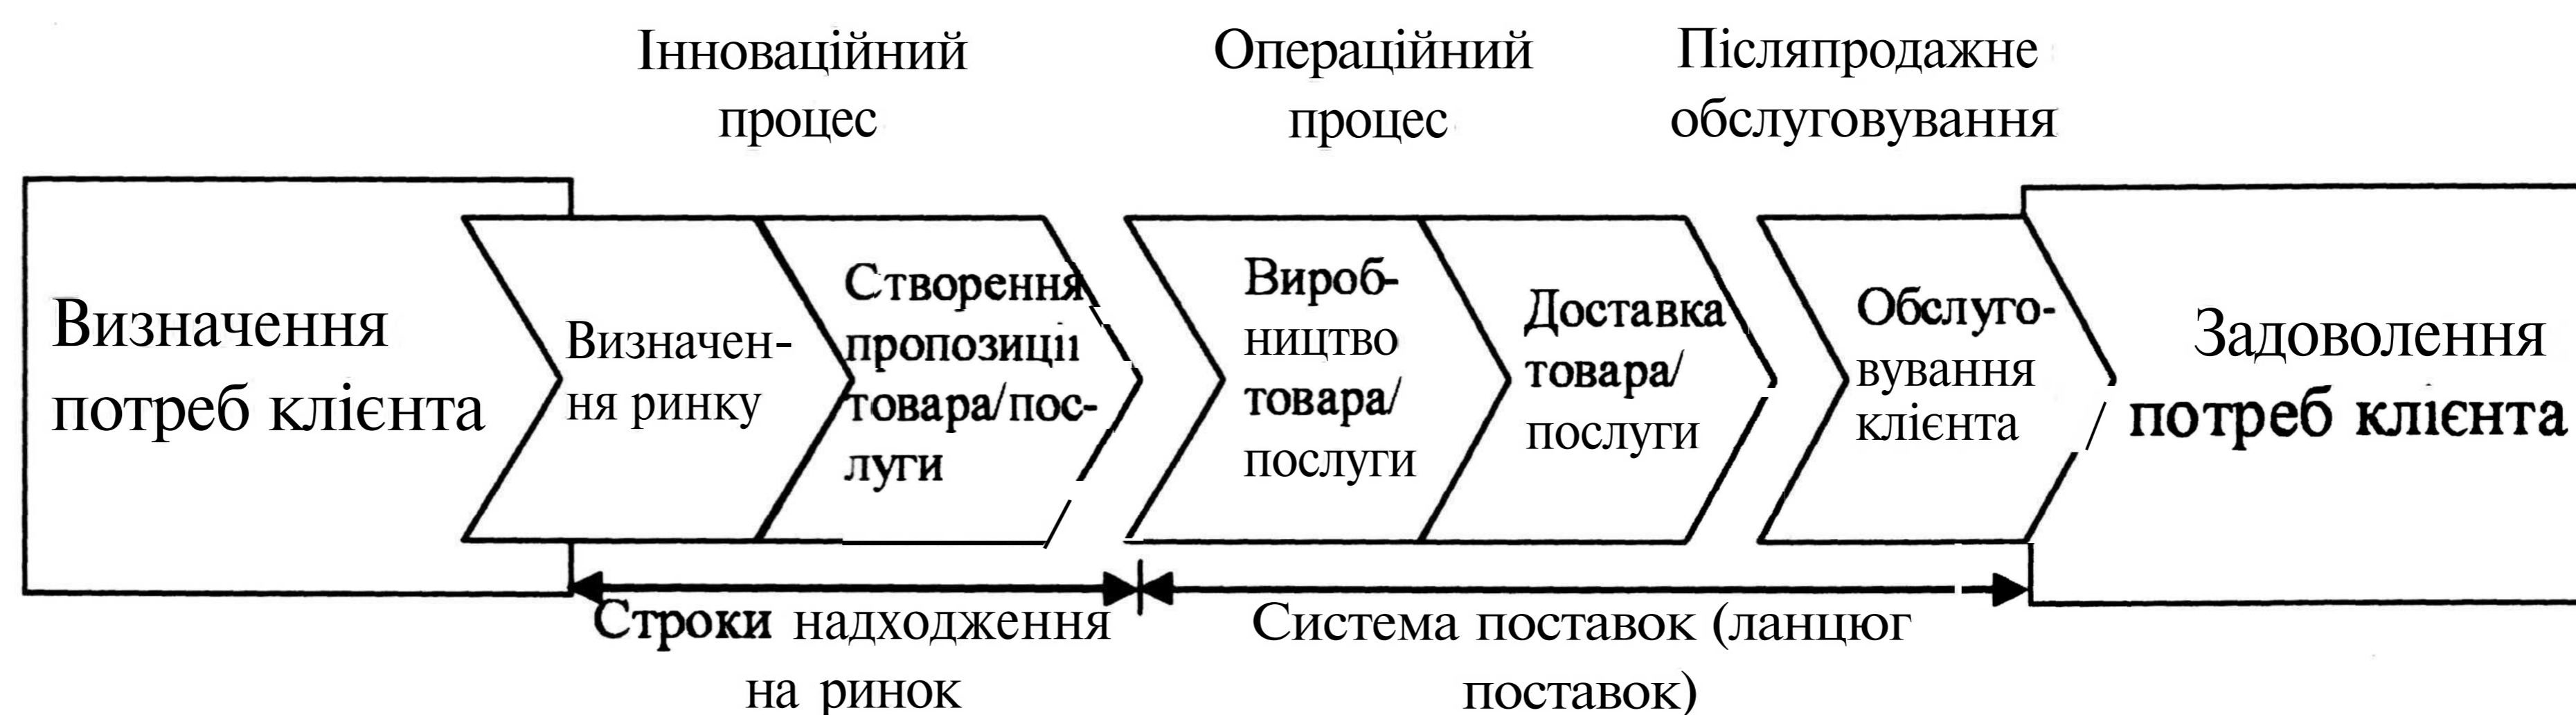 Інноваційний
процес
Операційний
процес
Післяпродажне
обслуговування
Визначення
потреб клієнта
Визначен-
ня ринку
Створення
пропозиції
товара/пос-
луги
Вироб-
ництво
товара/
послуги
Доставка
товара/
послуги
Обслуго-
вування
клієнта
Задоволення
потреб клієнта
Строки надходження
на ринок
Система поставок (ланцюг
поставок)